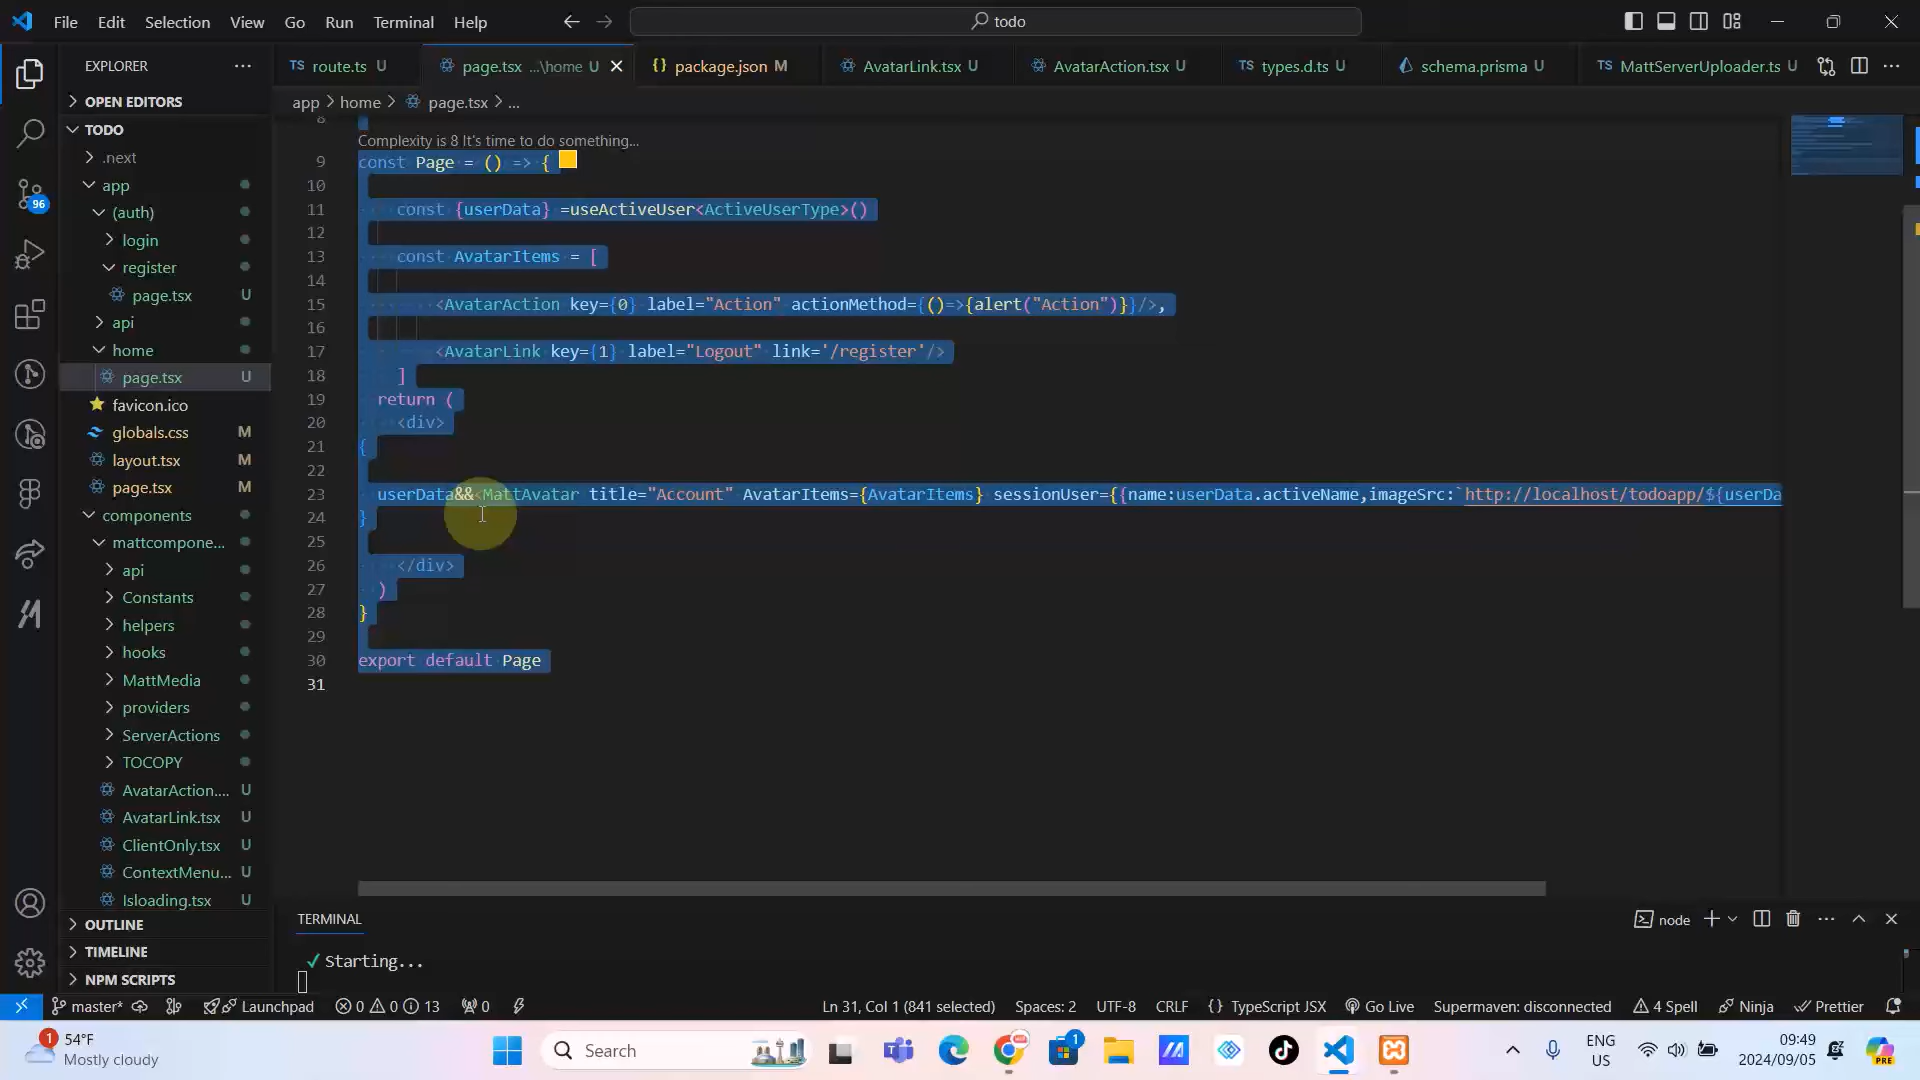 File Edit Selection View Go Run Terminal Help
todo
EXPLORER
OPEN EDITORS
TODO
.next
app
(auth)
login
register
page.tsx U
api
home
page.tsx U
favicon.ico
globals.css M
layout.tsx M
page.tsx M
components
mattcompone...
api
Constants
helpers
hooks
MattMedia
providers
ServerActions
TOCOPY
AvatarAction.... U
AvatarLink.tsx U
ClientOnly.tsx U
ContextMenu... U
Isloading.tsx U
OUTLINE
TIMELINE
NPM SCRIPTS
96
TS route.ts U
page.tsx ...\home U
{} package.json M
AvatarLink.tsx U
AvatarAction.tsx U
TS types.d.ts U
schema.prisma U
TS MattServerUploader.ts U
app > home > page.tsx > ...
8
Complexity is 8 It's time to do something...
9 const Page = () => {
10
11 const {userData} =useActiveUser<ActiveUserType>()
12
13 const AvatarItems = [
14
15 <AvatarAction key={0} label="Action" actionMethod={()=>{alert("Action")}}/>,
16
17 <AvatarLink key={1} label="Logout" link='/register'/>
18 ]
19 return (
20 <div>
21 {
22
23 userData&&<MattAvatar title="Account" AvatarItems={AvatarItems} sessionUser={{name:userData.activeName,imageSrc:`http://localhost/todoapp/${userDa
24 }
25
26 </div>
27 )
28 }
29
30 export default Page
31
TERMINAL
node
✓ Starting...
master*
Launchpad
0 0 13
0
Ln 31, Col 1 (841 selected)
Spaces: 2
UTF-8
CRLF
{} TypeScript JSX
Go Live
Supermaven: disconnected
4 Spell
Ninja
Prettier
1
54°F
Mostly cloudy
Search
1
PRE
ENG
US
09:49
2024/09/05